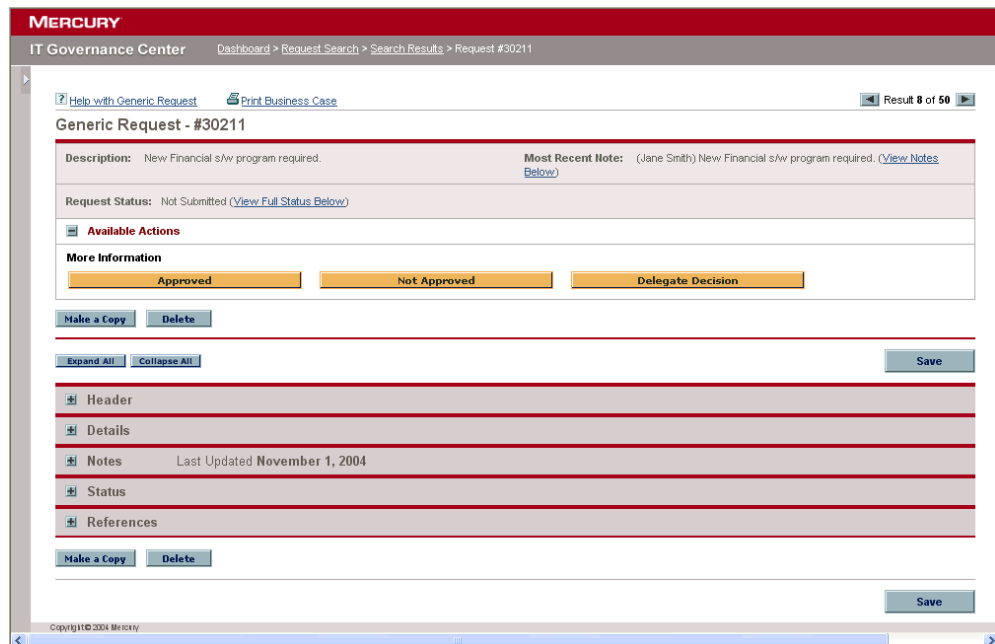 MERCURY
IT Governance Center Dashboard > Request Search > Search Results > Request #30211
? Help with Generic Request Print Business Case Result 8 of 50
Generic Request - #30211
Description: New Financial s/w program required. Most Recent Note: (Jane Smith) New Financial s/w program required. (View Notes
Below)
Request Status: Not Submitted (View Full Status Below)
Available Actions
More Information
Approved Not Approved Delegate Decision
Make a Copy Delete
Expand All Collapse All Save
Header
Details
Notes Last Updated November 1, 2004
Status
References
Make a Copy Delete
Save
Copyright © 2004 Mercury